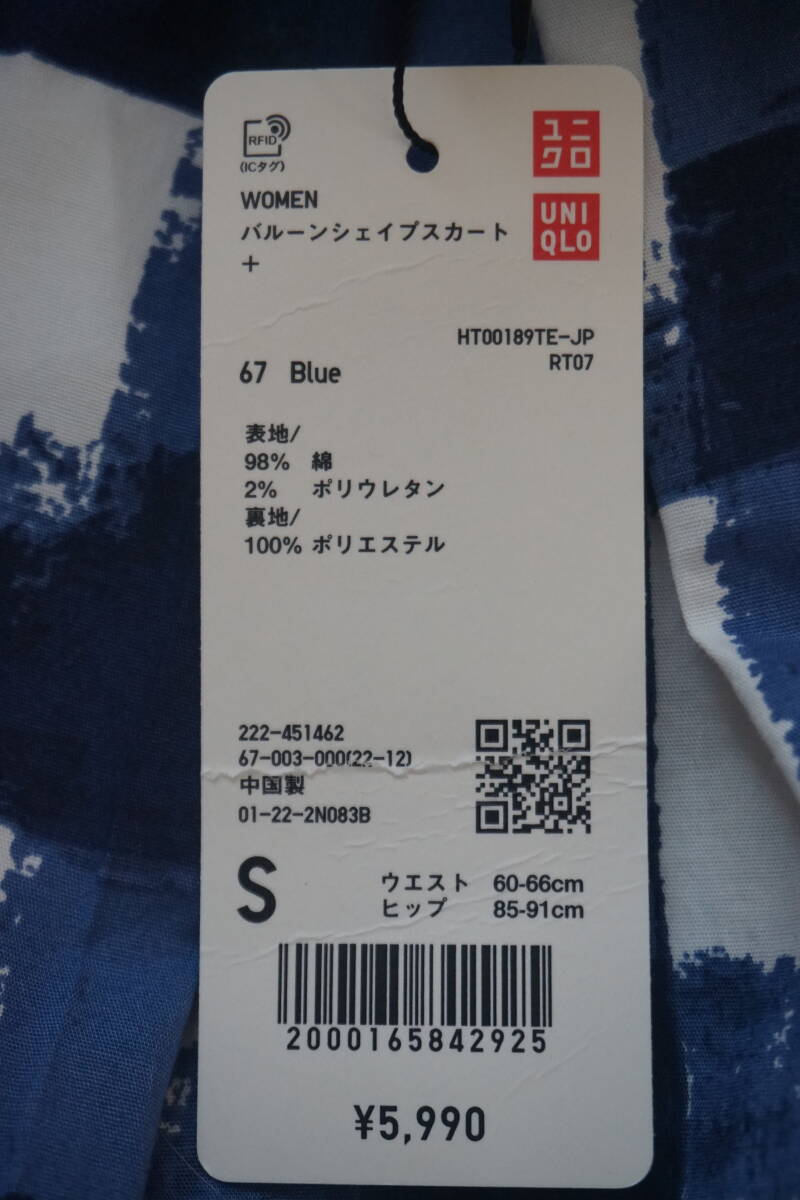 RFID
(ICタグ)
ユニ
クロ
UNI
QLO
WOMEN
バルーンシェイプスカート
+
HT00189TE-JP
RT07
67 Blue
表地/
98% 綿
2% ポリウレタン
裏地/
100% ポリエステル
222-451462
67-003-000(22-12)
中国製
01-22-2N083B
S
ウエスト 60-66cm
ヒップ 85-91cm
2000165842925
¥5,990